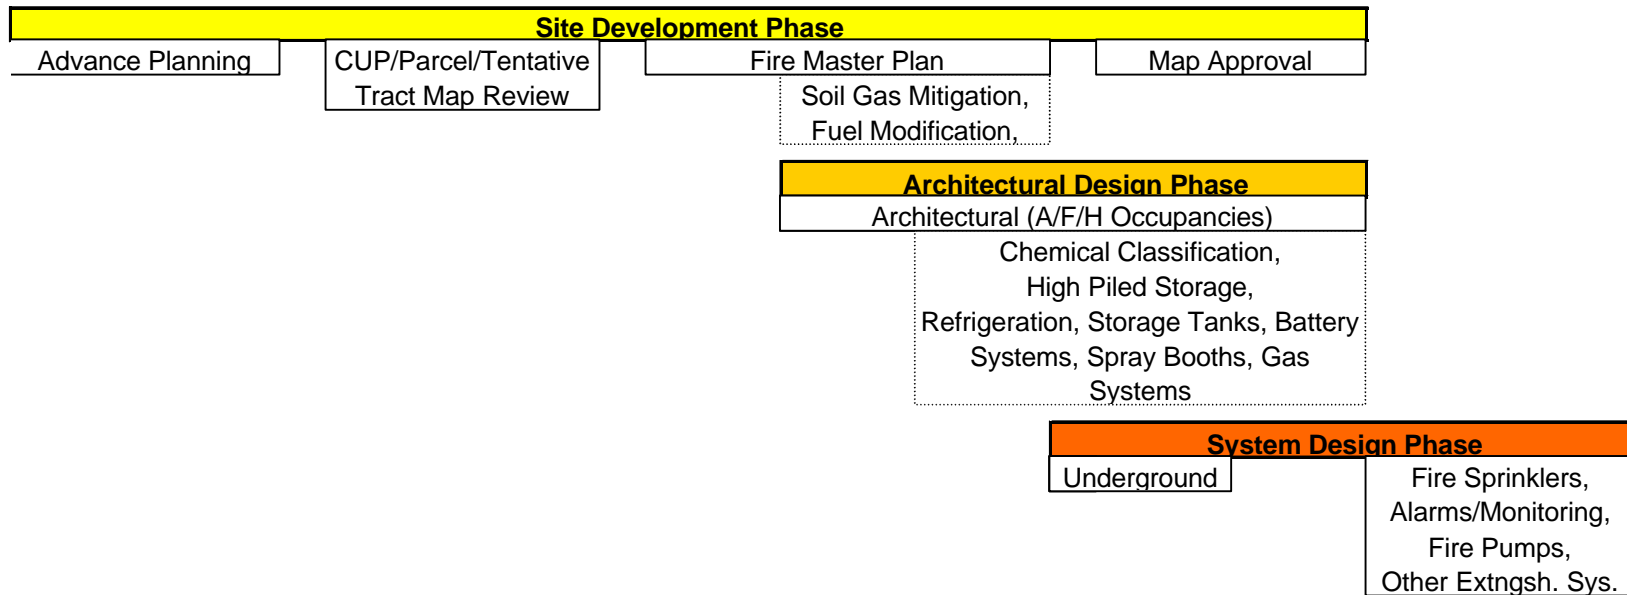 Site Development Phase
Advance Planning
CUP/Parcel/Tentative
Tract Map Review
Fire Master Plan
Soil Gas Mitigation,
Fuel Modification,
Map Approval
Architectural Design Phase
Architectural (A/F/H Occupancies)
Chemical Classification,
High Piled Storage,
Refrigeration, Storage Tanks, Battery
Systems, Spray Booths, Gas
Systems
System Design Phase
Underground
Fire Sprinklers,
Alarms/Monitoring,
Fire Pumps,
Other Extngsh. Sys.